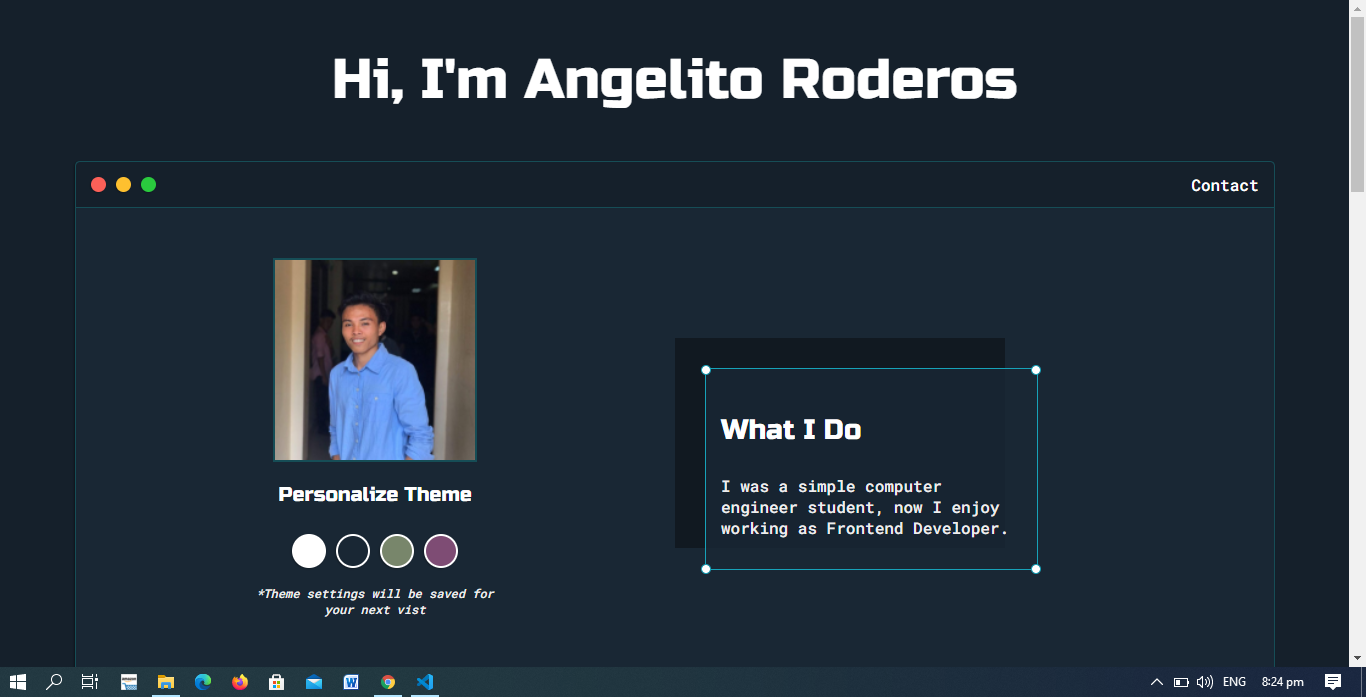 Hi, I'm Angelito Roderos
Contact
Personalize Theme
*Theme settings will be saved for
your next vist
What I Do
I was a simple computer
engineer student, now I enjoy
working as Frontend Developer.
ENG
8:24 pm